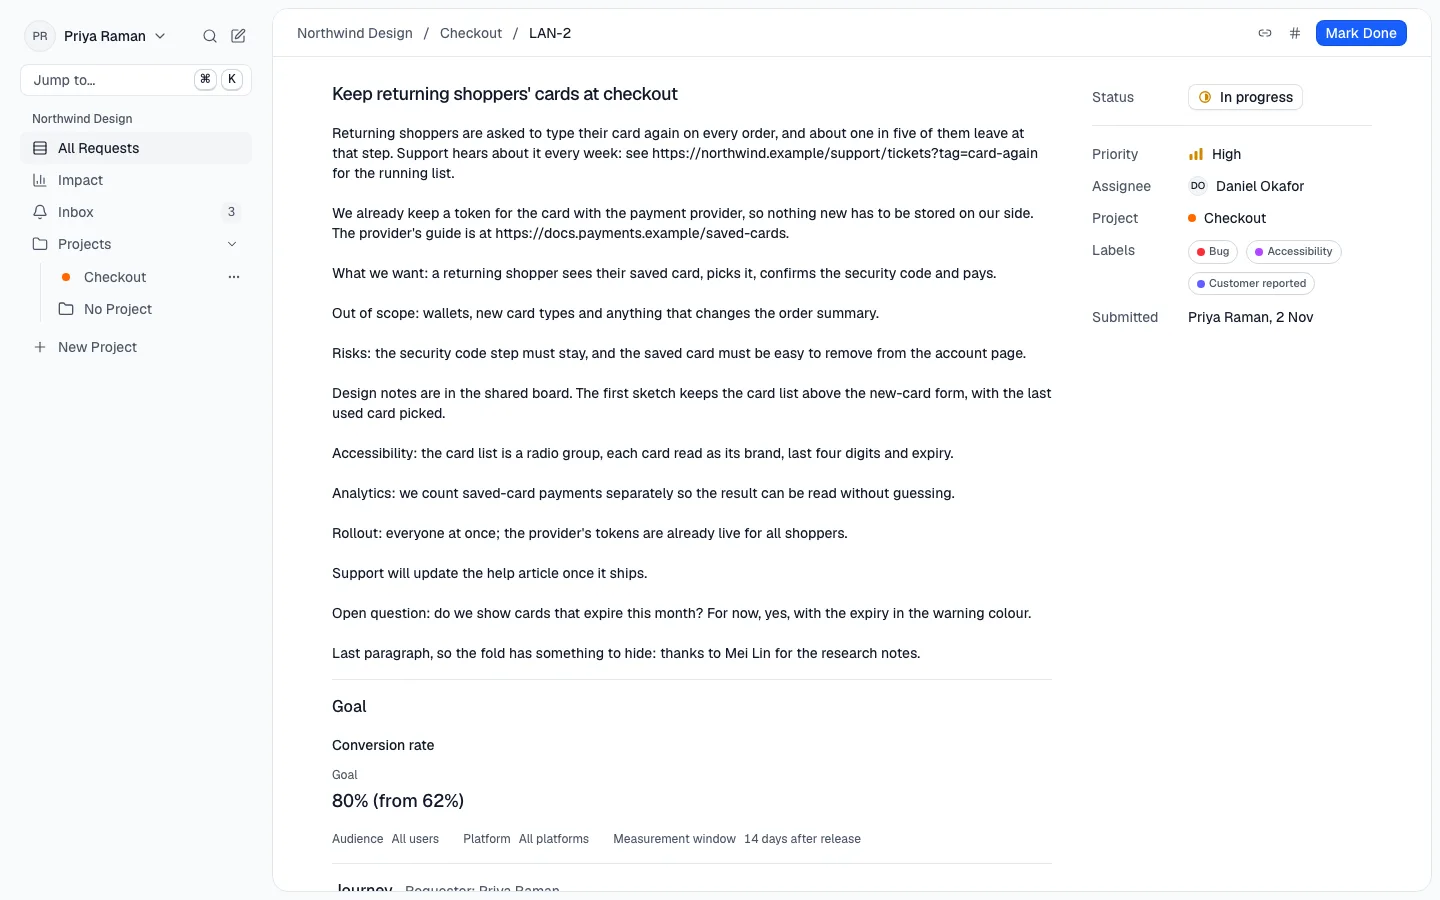 PR Priya Raman
Jump to... ⌘ K
Northwind Design
All Requests
Impact
Inbox 3
Projects
Checkout
No Project
New Project
Northwind Design / Checkout / LAN-2
Mark Done
Keep returning shoppers' cards at checkout
Returning shoppers are asked to type their card again on every order, and about one in five of them leave at
that step. Support hears about it every week: see https://northwind.example/support/tickets?tag=card-again
for the running list.
We already keep a token for the card with the payment provider, so nothing new has to be stored on our side.
The provider's guide is at https://docs.payments.example/saved-cards.
What we want: a returning shopper sees their saved card, picks it, confirms the security code and pays.
Out of scope: wallets, new card types and anything that changes the order summary.
Risks: the security code step must stay, and the saved card must be easy to remove from the account page.
Design notes are in the shared board. The first sketch keeps the card list above the new-card form, with the last
used card picked.
Accessibility: the card list is a radio group, each card read as its brand, last four digits and expiry.
Analytics: we count saved-card payments separately so the result can be read without guessing.
Rollout: everyone at once; the provider's tokens are already live for all shoppers.
Support will update the help article once it ships.
Open question: do we show cards that expire this month? For now, yes, with the expiry in the warning colour.
Last paragraph, so the fold has something to hide: thanks to Mei Lin for the research notes.
Goal
Conversion rate
Goal
80% (from 62%)
Audience All users Platform All platforms Measurement window 14 days after release
Journey Requester: Priya Raman
Status In progress
Priority High
Assignee DO Daniel Okafor
Project Checkout
Labels Bug Accessibility
Customer reported
Submitted Priya Raman, 2 Nov